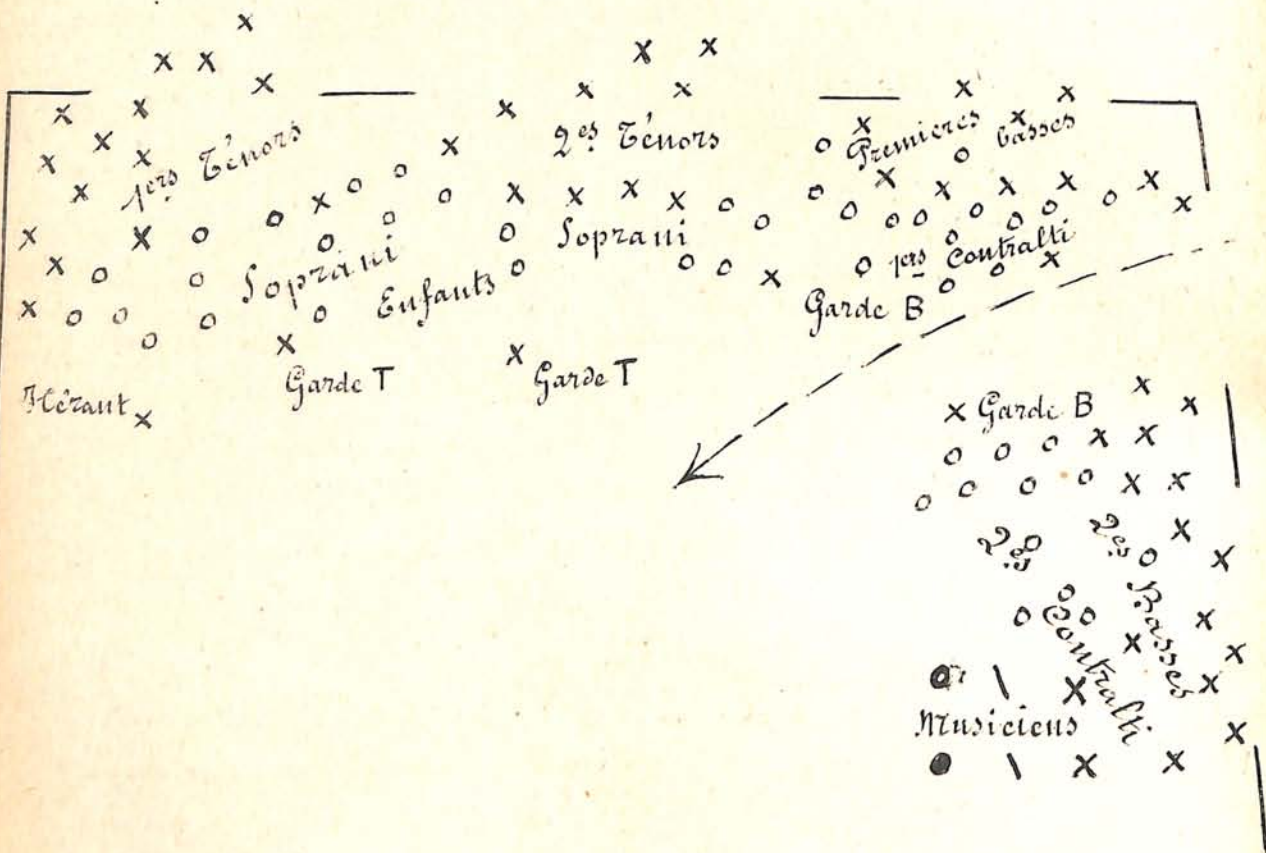 1ers Ténors
2es Ténors
Premières basses
Soprani
Enfants
Soprani
1ers Contralti
Garde B
Garde T
Garde T
Héraut
Garde B
2es Contralti
2es Basses
Musiciens